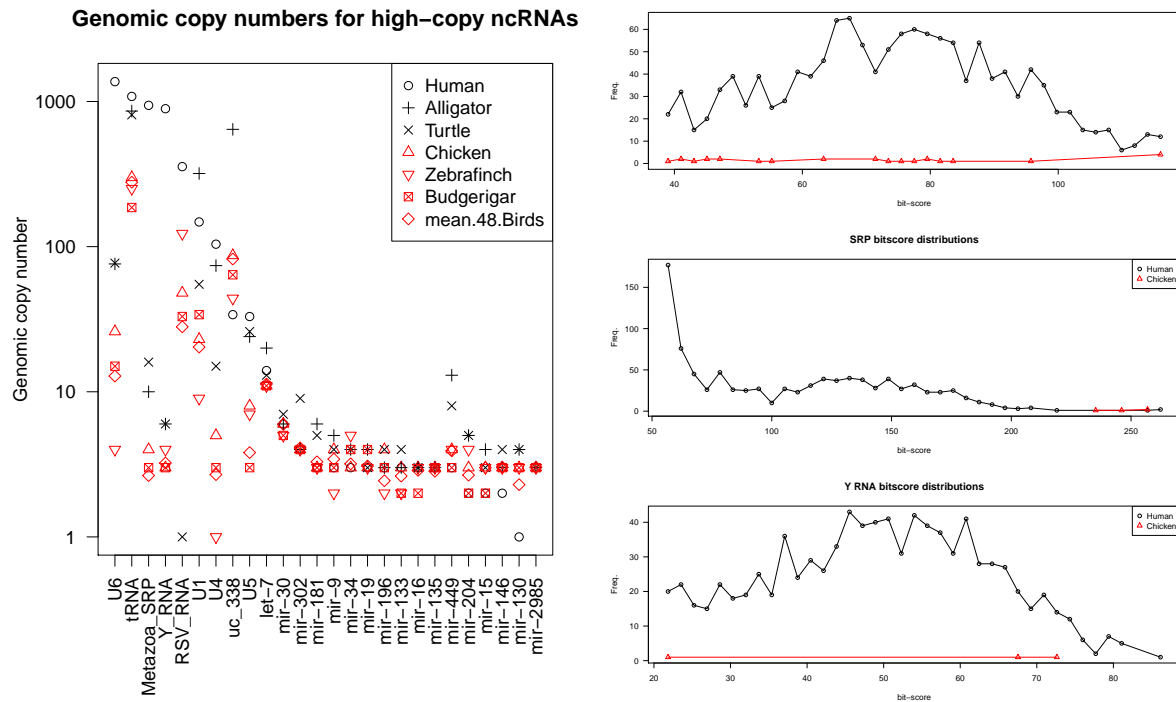 Genomic copy numbers for high−copy ncRNAs
Genomic copy number
1000
100
10
1
Human
Alligator
Turtle
Chicken
Zebrafinch
Budgerigar
mean.48.Birds
U6
tRNA
Metazoa_SRP
Y_RNA
RSV_RNA
U1
U4
uc_338
U5
let−7
mir−30
mir−302
mir−181
mir−9
mir−34
mir−19
mir−196
mir−133
mir−16
mir−135
mir−449
mir−204
mir−15
mir−146
mir−130
mir−2985
Freq.
60
50
40
30
20
10
0
40 60 80 100
bit−score
SRP bitscore distributions
Human
Chicken
Freq.
150
100
50
0
50 100 150 200 250
bit−score
Y RNA bitscore distributions
Human
Chicken
Freq.
40
30
20
10
0
20 30 40 50 60 70 80
bit−score